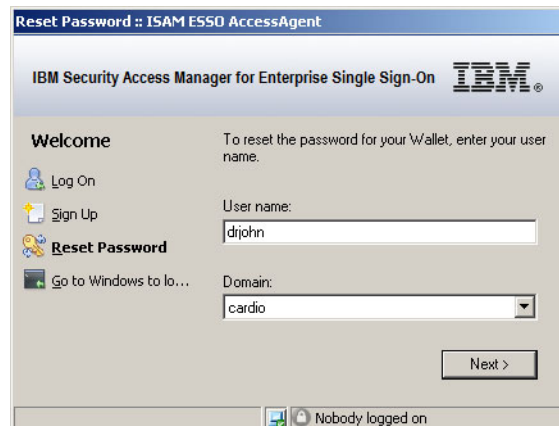 Reset Password :: ISAM ESSO AccessAgent
IBM Security Access Manager for Enterprise Single Sign-On IBM®
Welcome
Log On
Sign Up
Reset Password
Go to Windows to lo...
To reset the password for your Wallet, enter your user
name.
User name:
drjohn
Domain:
cardio
Next >
Nobody logged on